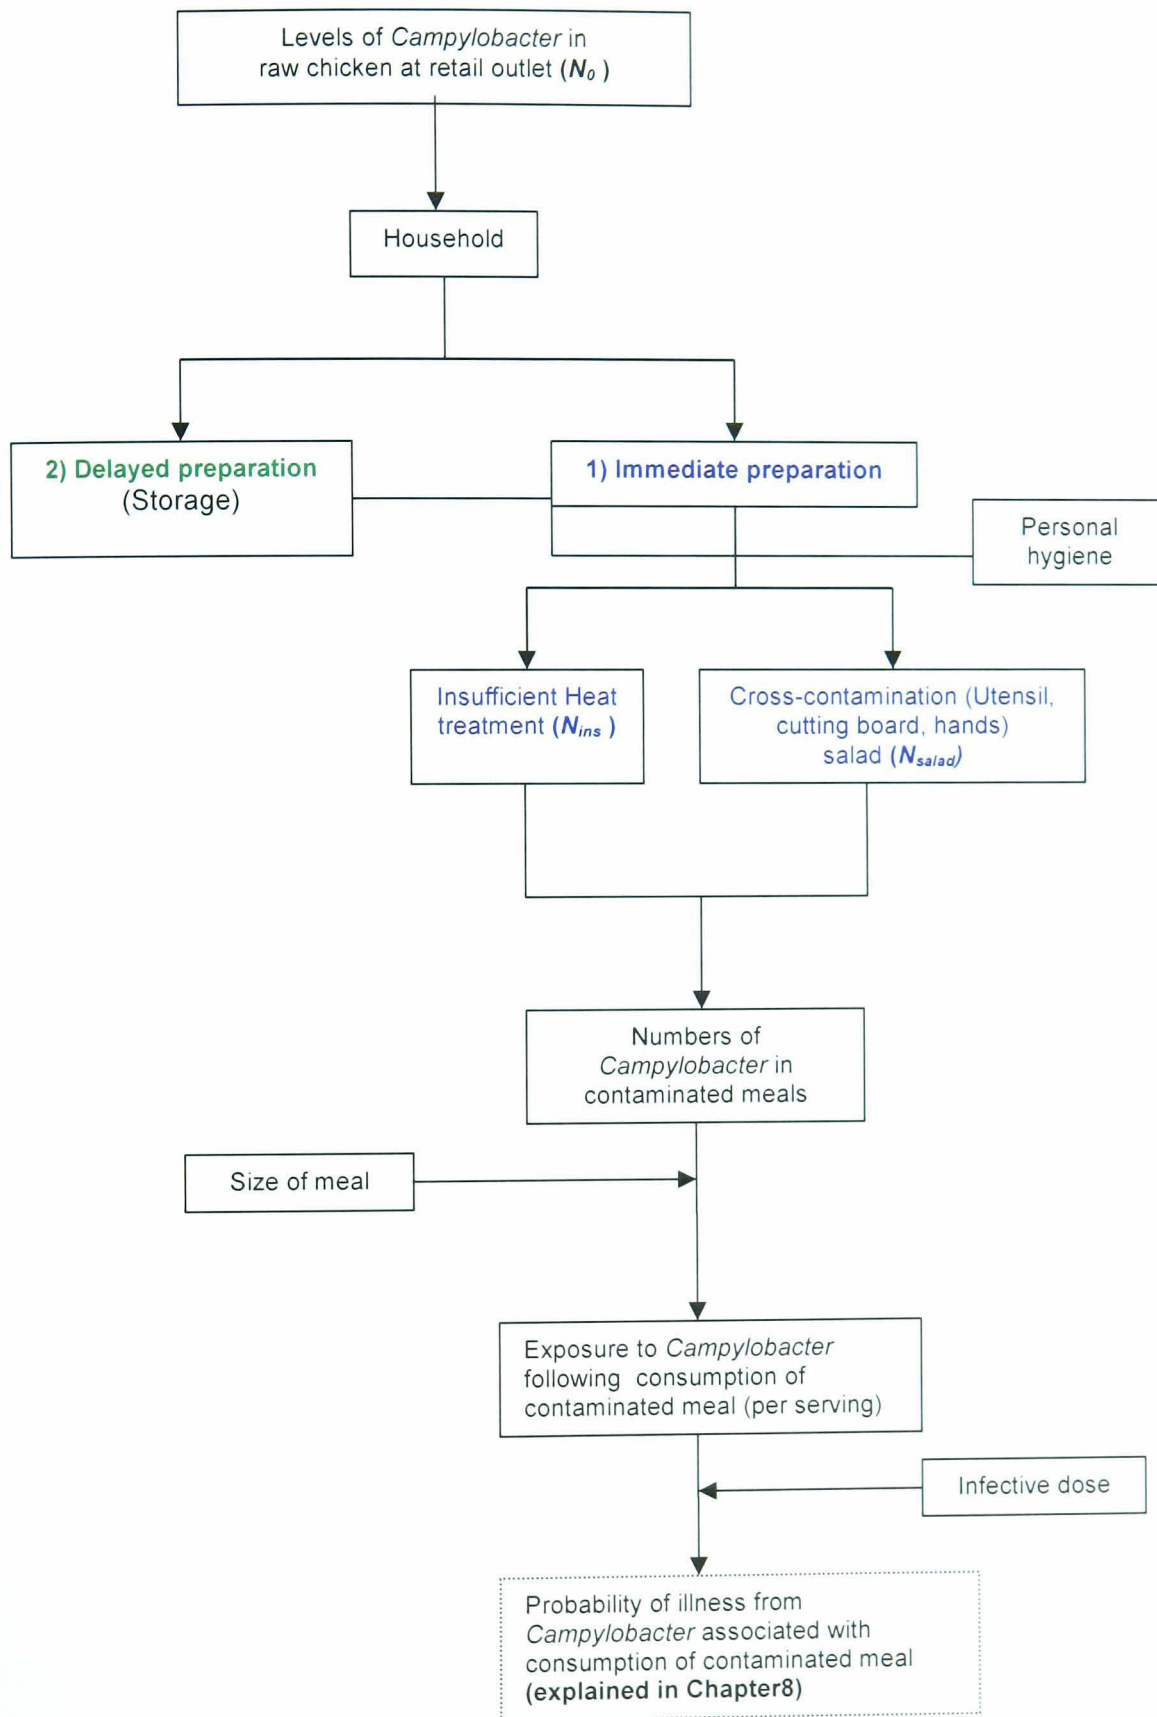 Levels of Campylobacter in
raw chicken at retail outlet (N0 )
Household
2) Delayed preparation
(Storage)
1) Immediate preparation
Personal
hygiene
Insufficient Heat
treatment (Nins )
Cross-contamination (Utensil,
cutting board, hands)
salad (Nsalad)
Numbers of
Campylobacter in
contaminated meals
Size of meal
Exposure to Campylobacter
following consumption of
contaminated meal (per serving)
Infective dose
Probability of illness from
Campylobacter associated with
consumption of contaminated meal
(explained in Chapter8)